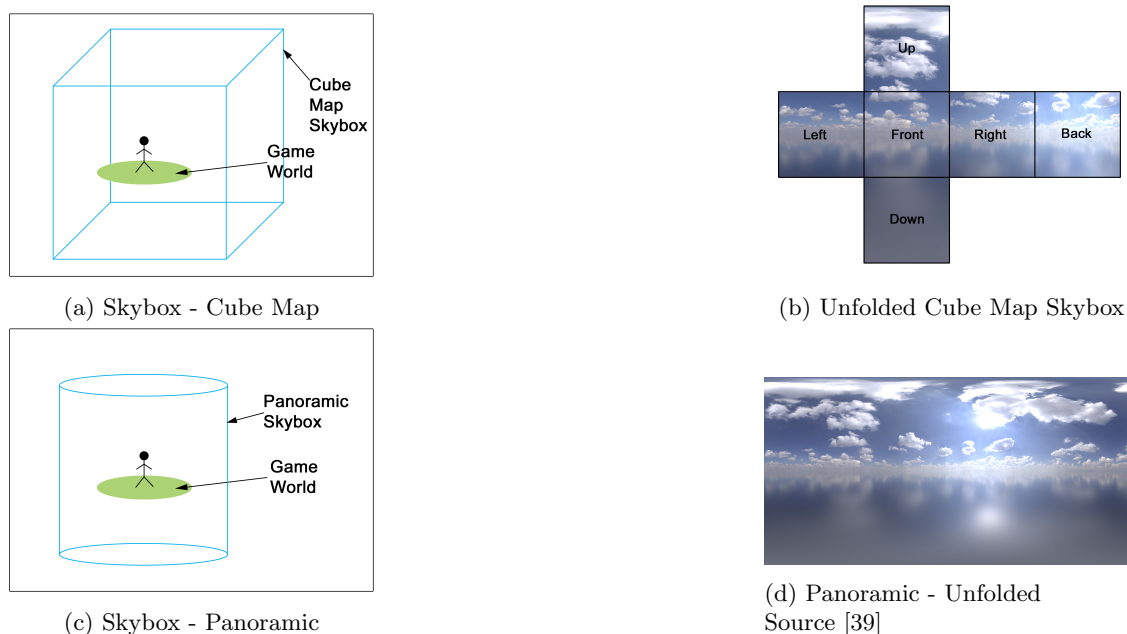 Cube
Map
Skybox
Game
World
(a) Skybox - Cube Map
Up
Left
Front
Right
Back
Down
(b) Unfolded Cube Map Skybox
Panoramic
Skybox
Game
World
(c) Skybox - Panoramic
(d) Panoramic - Unfolded
Source [39]